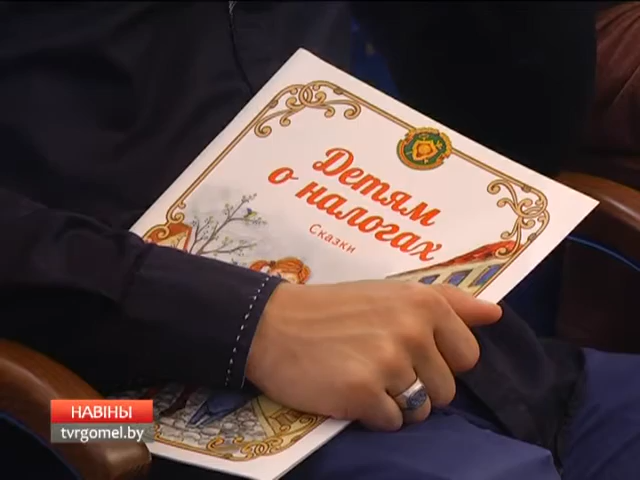 Детям
о налогах
Сказки
НАВІНЫ
tvrgomel.by